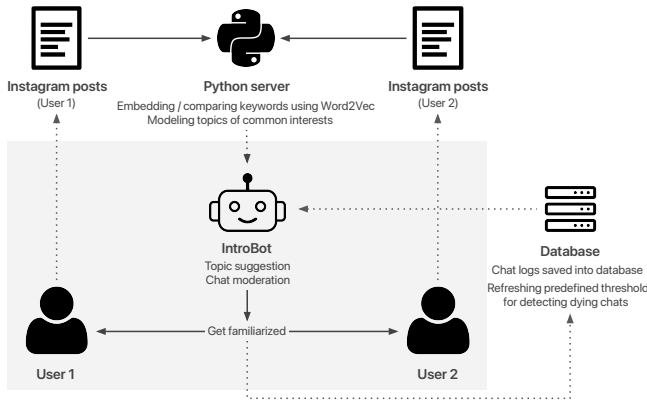 Instagram posts
(User 1)
Python server
Embedding / comparing keywords using Word2Vec
Modeling topics of common interests
Instagram posts
(User 2)
IntroBot
Topic suggestion
Chat moderation
Database
Chat logs saved into database
Refreshing predefined threshold
for detecting dying chats
Get familiarized
User 1
User 2